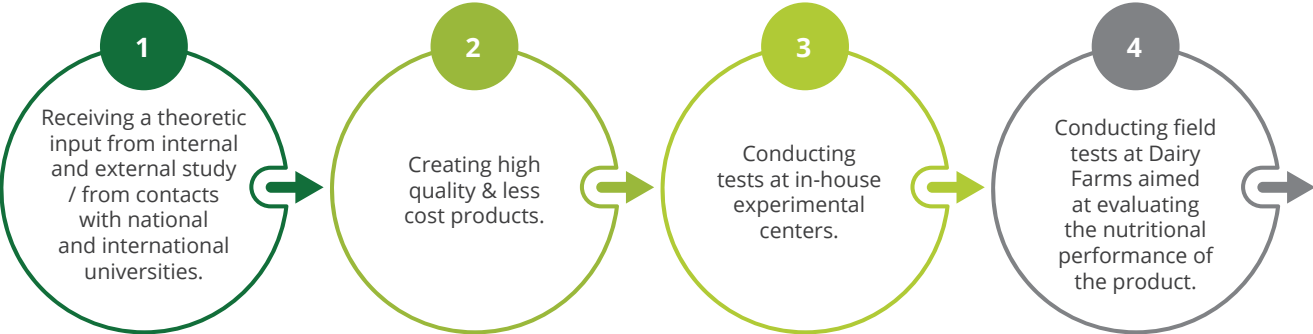 1
Receiving a theoretic
input from internal
and external study
/ from contacts
with national
and international
universities.
2
Creating high
quality & less
cost products.
3
Conducting
tests at in-house
experimental
centers.
4
Conducting field
tests at Dairy
Farms aimed
at evaluating
the nutritional
performance of
the product.